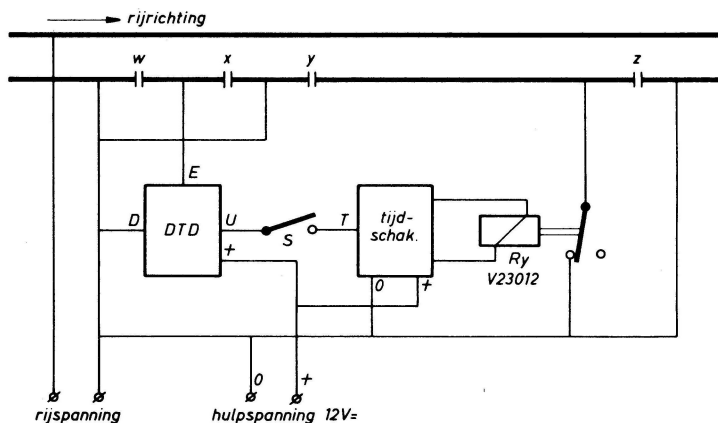 rijrichting
w x y z
E
D DTD U S T tijd-
schak.
+
0 +
Ry
V23012
0 +
rijspanning hulpspanning 12V=